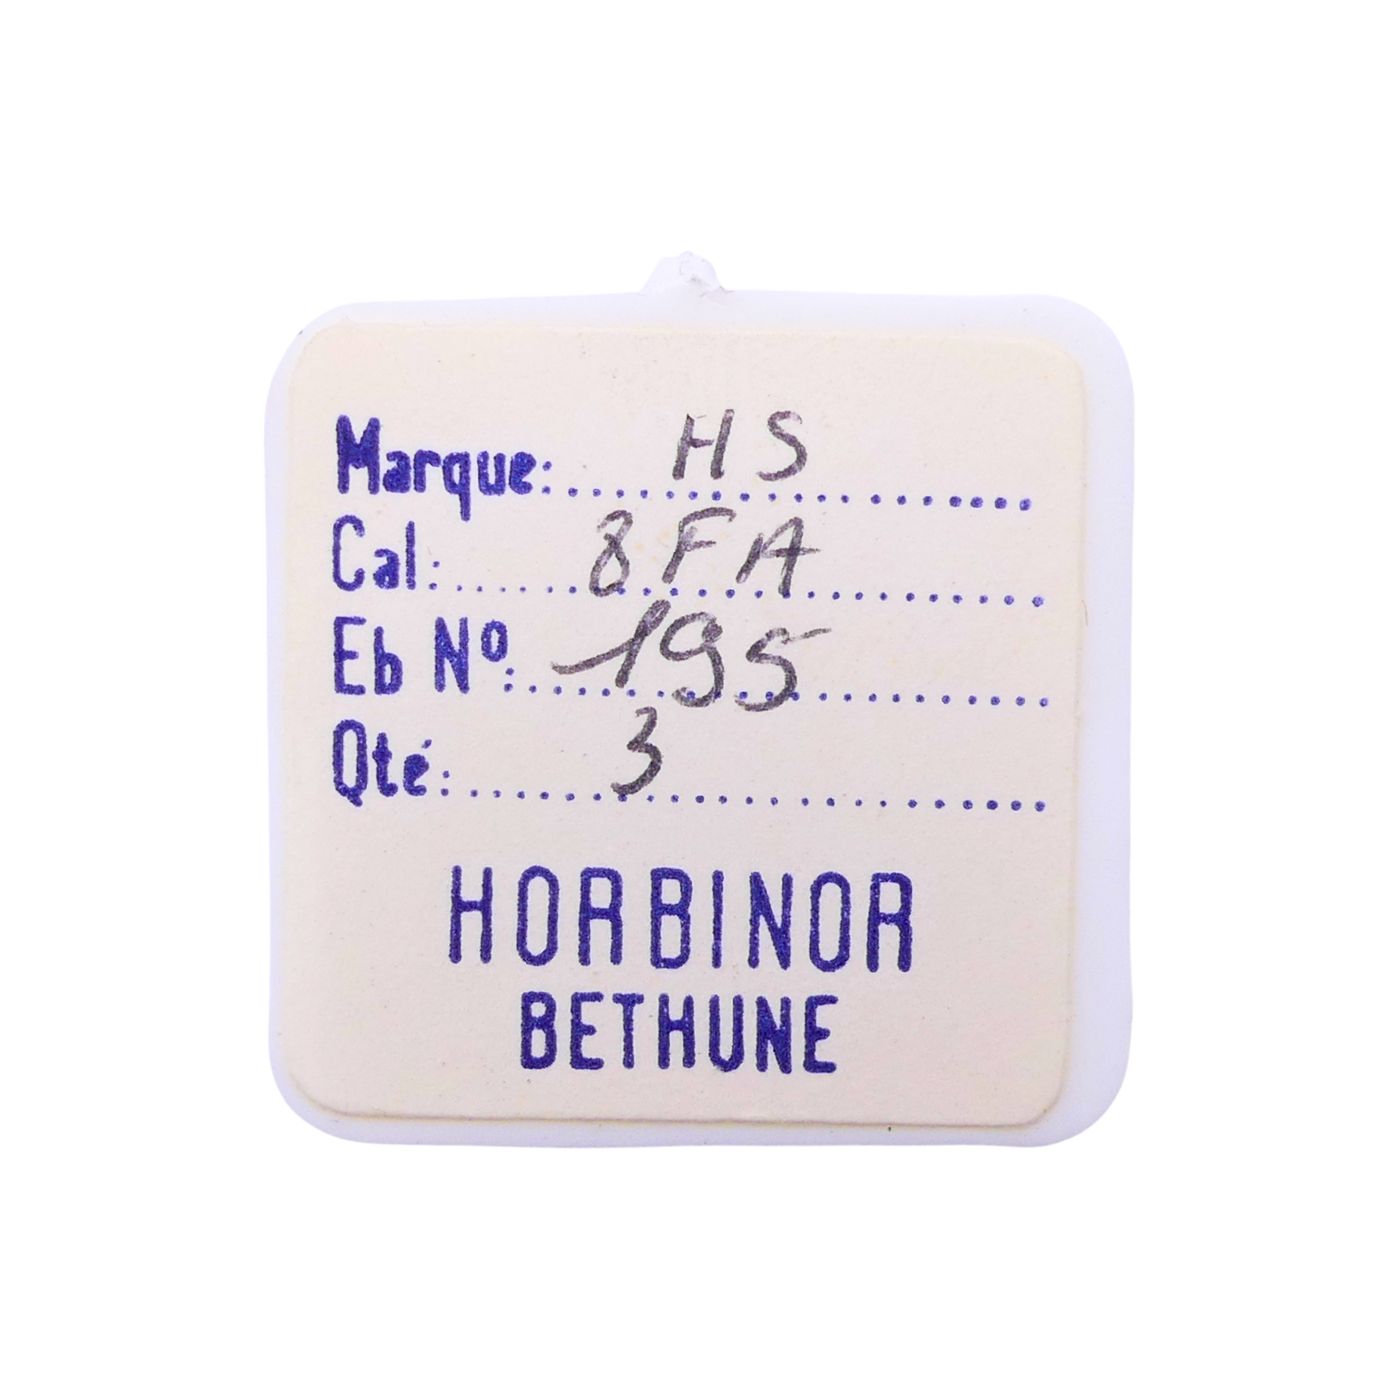 Marque: HS
Cal: 8FA
Eb Nº: 195
Qté: 3
HORBINOR
BETHUNE